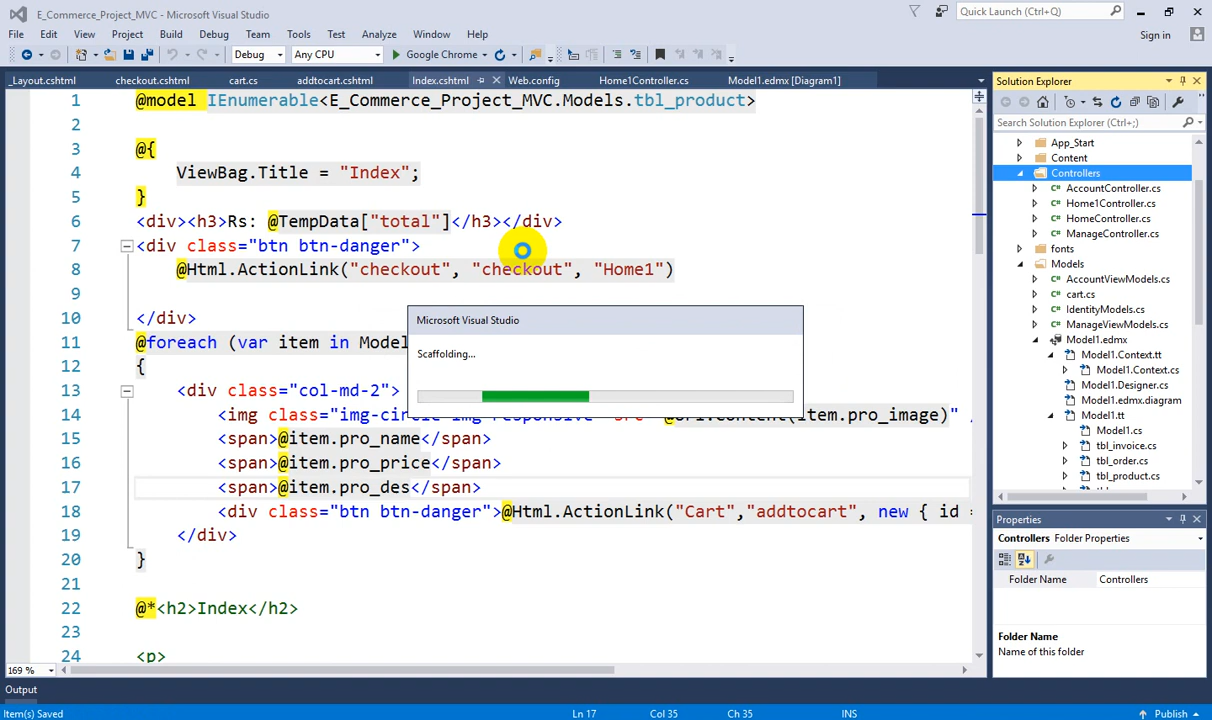 E_Commerce_Project_MVC - Microsoft Visual Studio
Quick Launch (Ctrl+Q)
File Edit View Project Build Debug Team Tools Test Analyze Window Help
Sign in
Debug Any CPU Google Chrome
_Layout.cshtml checkout.cshtml cart.cs addtocart.cshtml Index.cshtml Web.config Home1Controller.cs Model1.edmx [Diagram1]
1 @model IEnumerable<E_Commerce_Project_MVC.Models.tbl_product>
2
3 @{
4 ViewBag.Title = "Index";
5 }
6 <div><h3>Rs: @TempData["total"]</h3></div>
7 <div class="btn btn-danger">
8 @Html.ActionLink("checkout", "checkout", "Home1")
9
10 </div>
11 @foreach (var item in Model
12 {
13 <div class="col-md-2">
14 <img class="img-circle img-responsive" src="@Url.Content(item.pro_image)" /
15 <span>@item.pro_name</span>
16 <span>@item.pro_price</span>
17 <span>@item.pro_des</span>
18 <div class="btn btn-danger">@Html.ActionLink("Cart","addtocart", new { id =
19 </div>
20 }
21
22 @*<h2>Index</h2>
23
24 <p>
Microsoft Visual Studio
Scaffolding...
169 %
Output
Item(s) Saved Ln 17 Col 35 Ch 35 INS Publish
Solution Explorer
Search Solution Explorer (Ctrl+;)
App_Start
Content
Controllers
AccountController.cs
Home1Controller.cs
HomeController.cs
ManageController.cs
fonts
Models
AccountViewModels.cs
cart.cs
IdentityModels.cs
ManageViewModels.cs
Model1.edmx
Model1.Context.tt
Model1.Context.cs
Model1.Designer.cs
Model1.edmx.diagram
Model1.tt
Model1.cs
tbl_invoice.cs
tbl_order.cs
tbl_product.cs
Properties
Controllers Folder Properties
Folder Name Controllers
Folder Name
Name of this folder